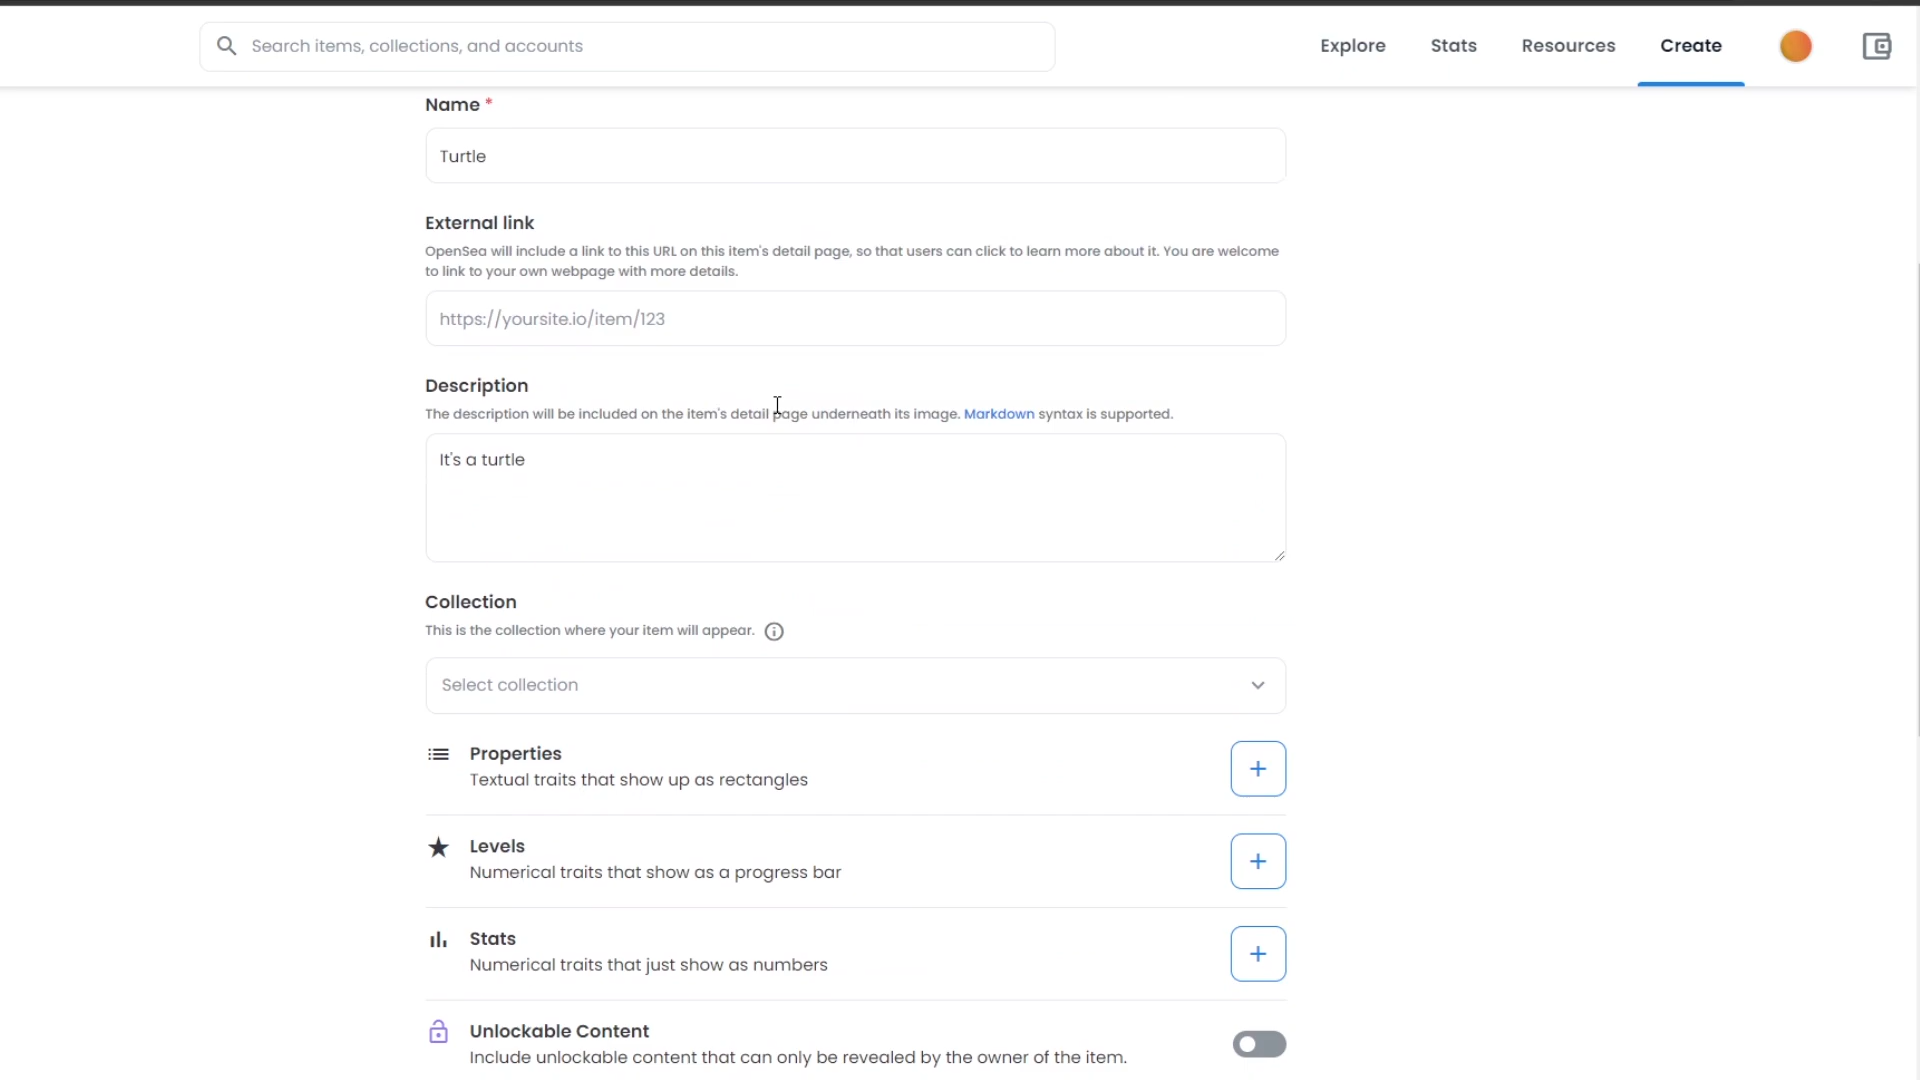 Search items, collections, and accounts
Explore
Stats
Resources
Create
Name *
Turtle
External link
OpenSea will include a link to this URL on this item's detail page, so that users can click to learn more about it. You are welcome
to link to your own webpage with more details.
https://yoursite.io/item/123
Description
The description will be included on the item's detail page underneath its image. Markdown syntax is supported.
It's a turtle
Collection
This is the collection where your item will appear.
Select collection
Properties
Textual traits that show up as rectangles
Levels
Numerical traits that show as a progress bar
Stats
Numerical traits that just show as numbers
Unlockable Content
Include unlockable content that can only be revealed by the owner of the item.